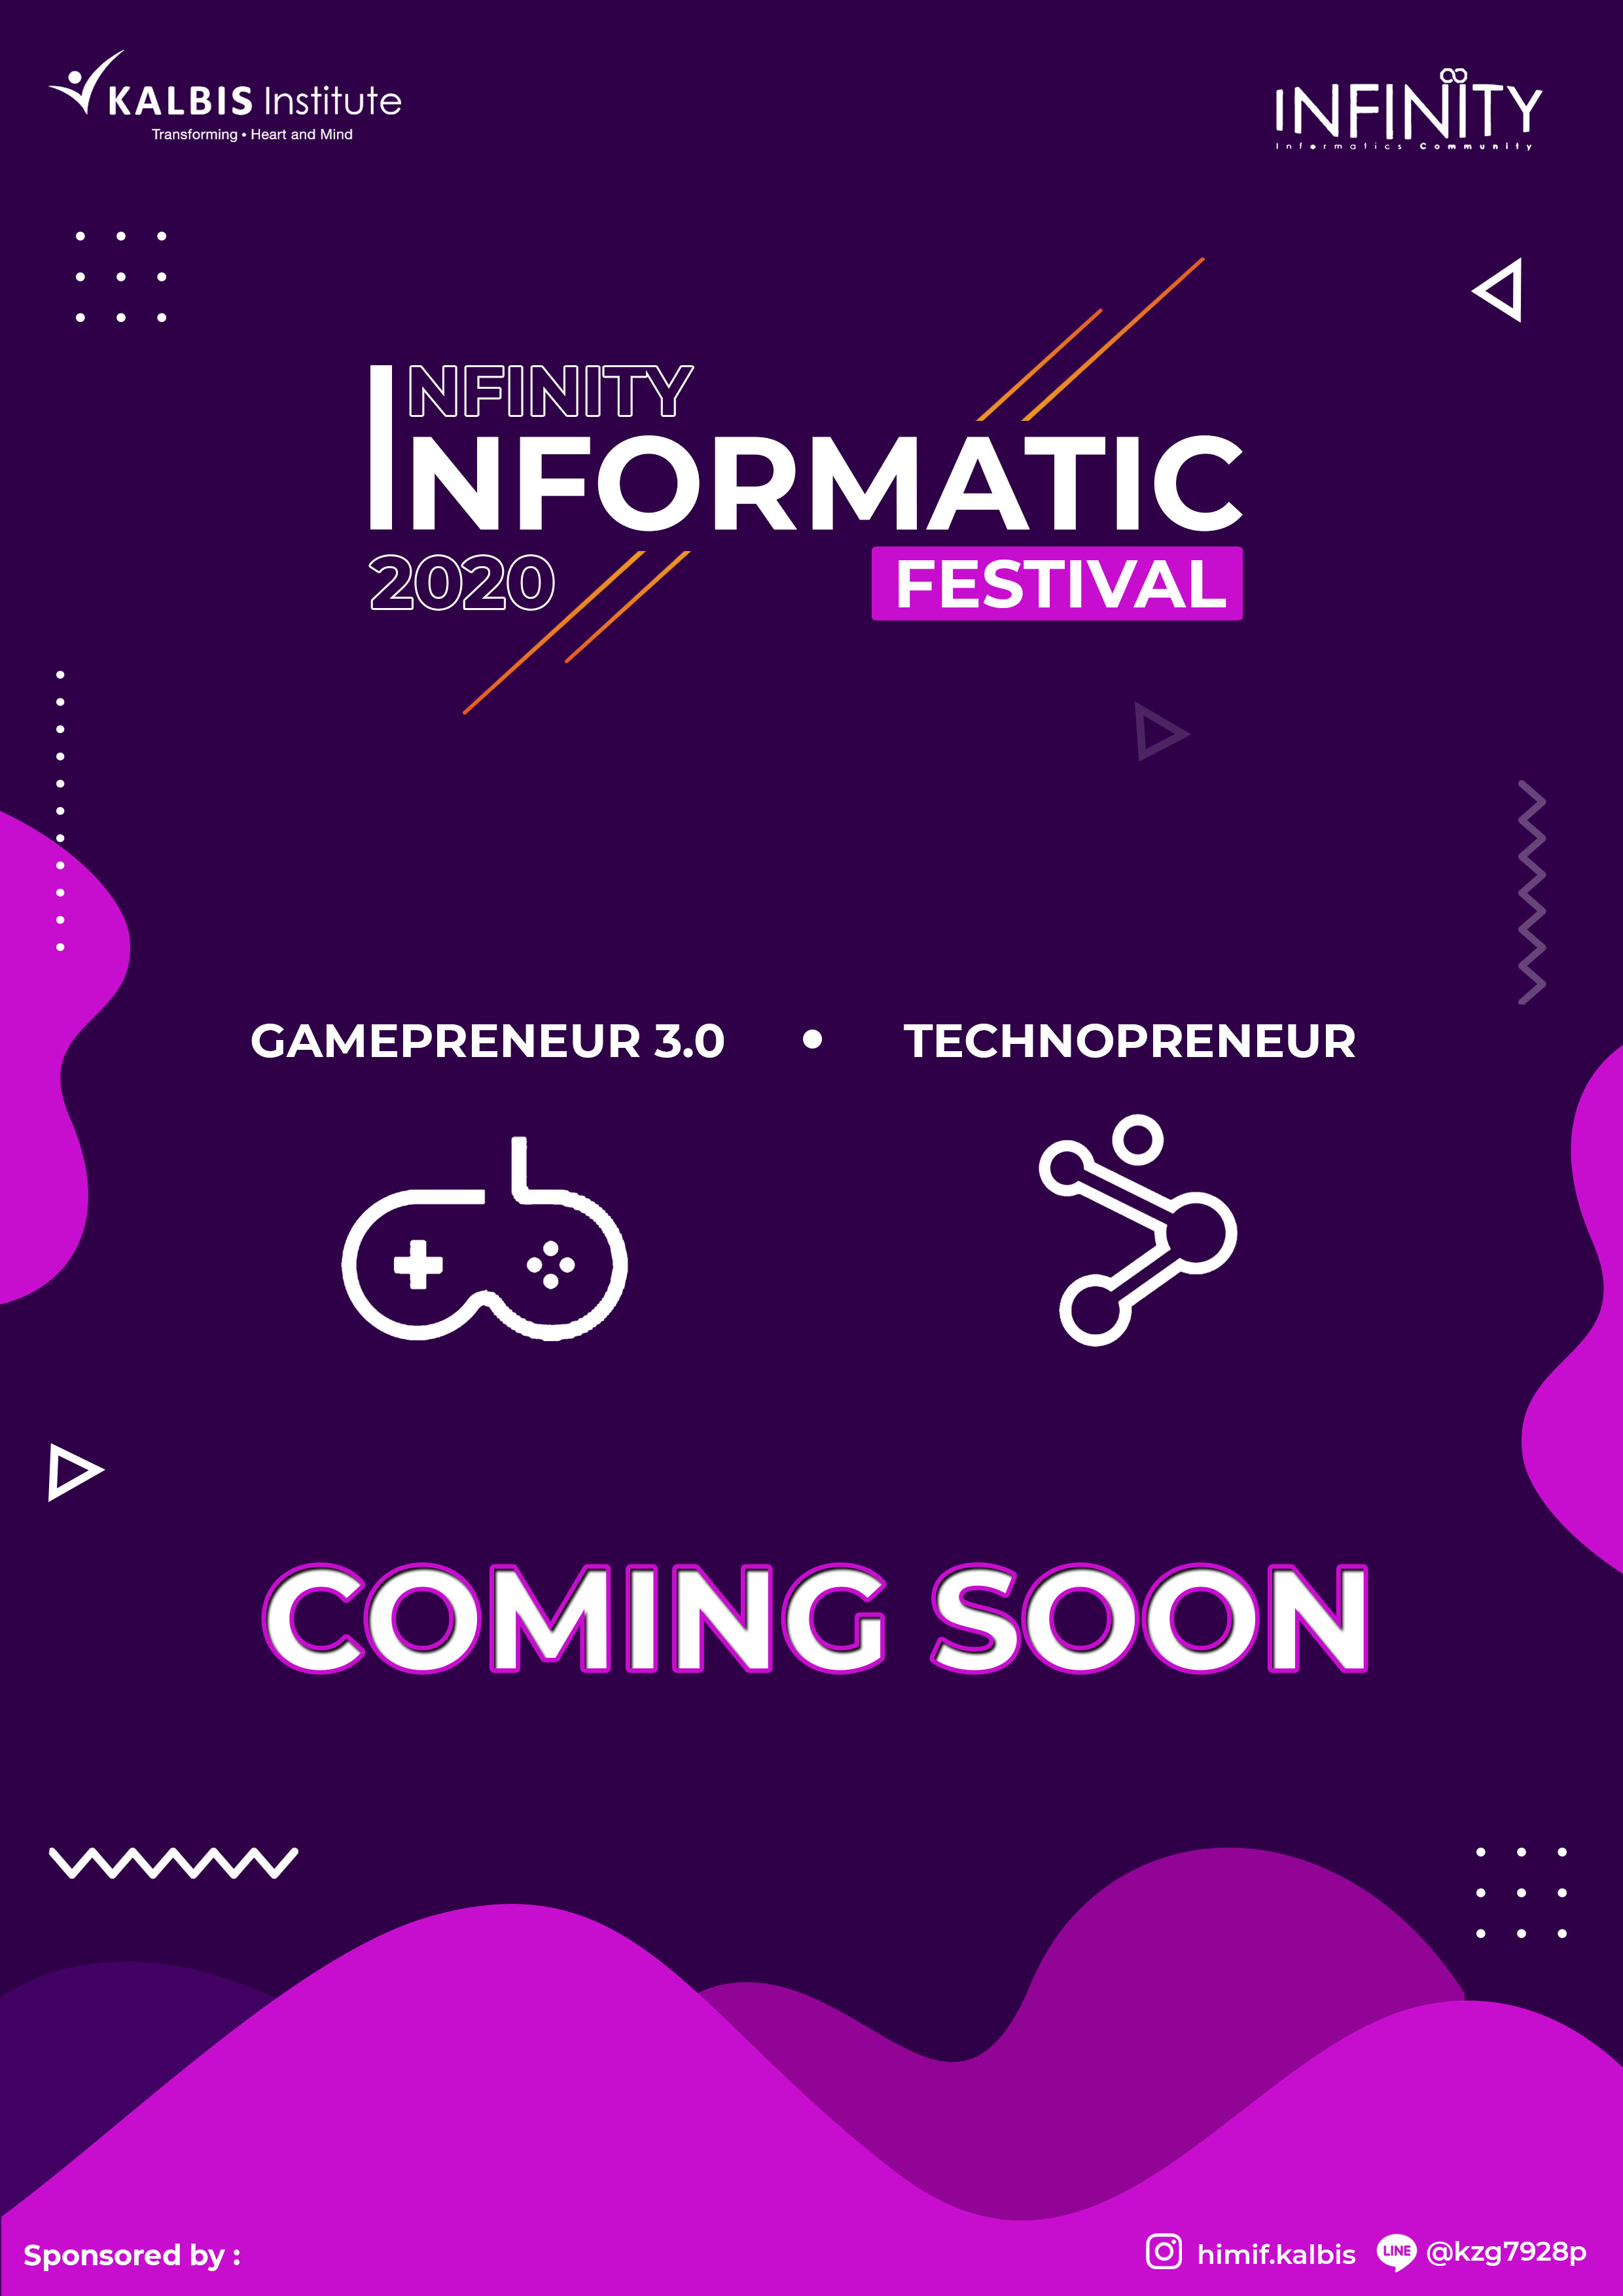 KALBIS Institute
Transforming • Heart and Mind
INFINITY
Informatics Community
INFINITY
INFORMATIC
2020
FESTIVAL
GAMEPRENEUR 3.0 • TECHNOPRENEUR
COMING SOON
Sponsored by :
himif.kalbis
LINE @kzg7928p